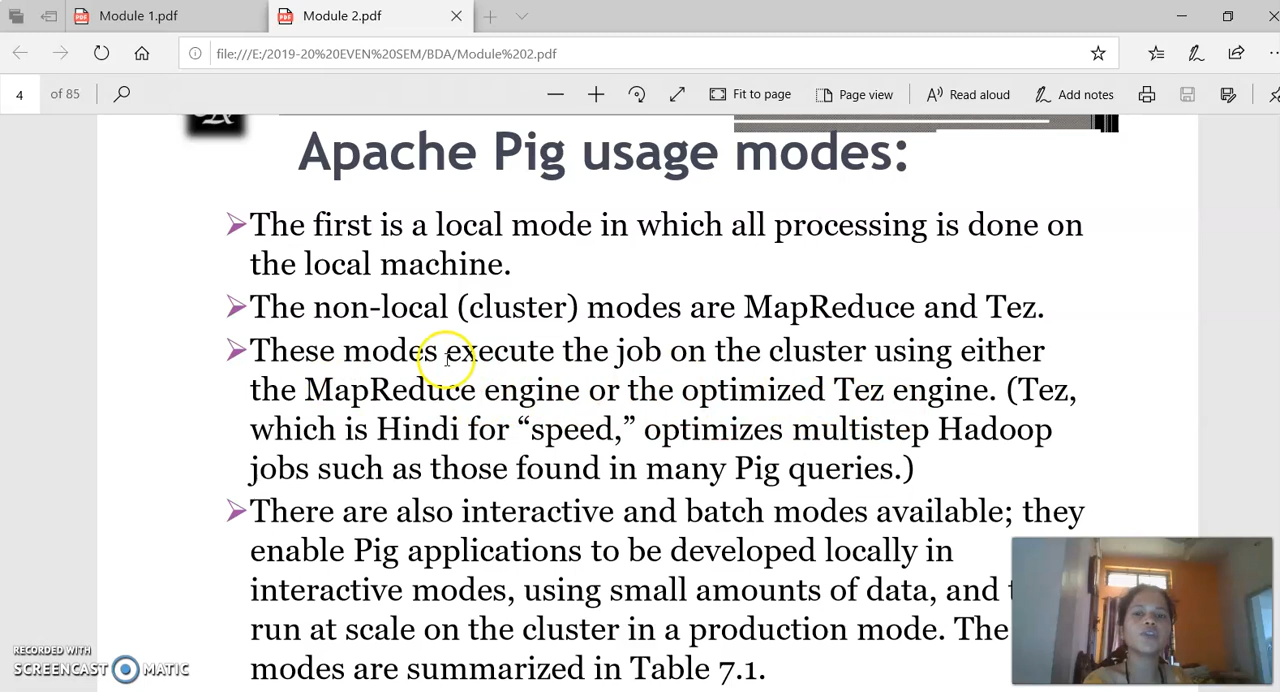 Module 1.pdf
Module 2.pdf
file:///E:/2019-20%20EVEN%20SEM/BDA/Module%202.pdf
4 of 85
Fit to page
Page view
Read aloud
Add notes
Apache Pig usage modes:
The first is a local mode in which all processing is done on
the local machine.
The non-local (cluster) modes are MapReduce and Tez.
These modes execute the job on the cluster using either
the MapReduce engine or the optimized Tez engine. (Tez,
which is Hindi for “speed,” optimizes multistep Hadoop
jobs such as those found in many Pig queries.)
There are also interactive and batch modes available; they
enable Pig applications to be developed locally in
interactive modes, using small amounts of data, and
run at scale on the cluster in a production mode. The
modes are summarized in Table 7.1.
RECORDED WITH
SCREENCAST MATIC